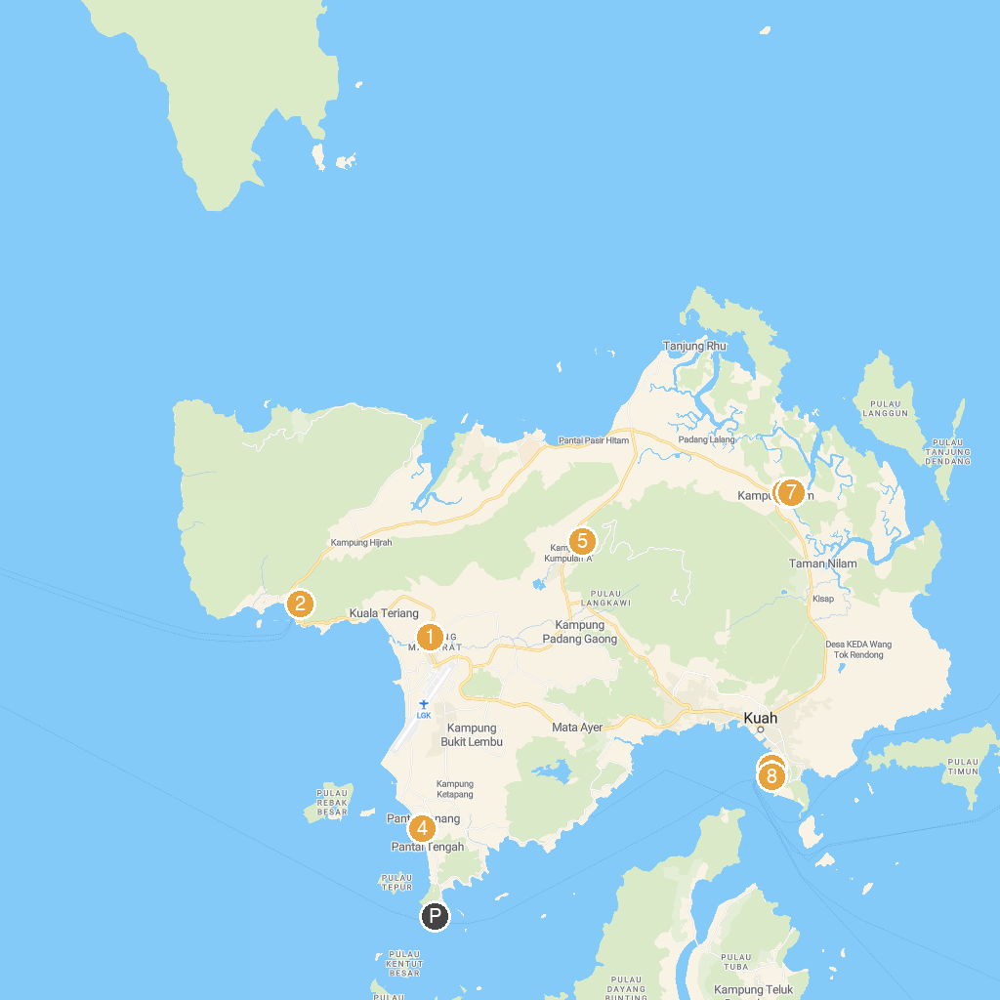 Tanjung Rhu
PULAU
LANGGUN
Pantai Pasir Hitam
Padang Lalang
PULAU
TANJUNG
DENDANG
7
5
Kampung Hijrah
Kumpulan A
Taman Nilam
2
PULAU
LANGKAWI
Kisap
Kuala Teriang
1
Kampung
Padang Gaong
Desa KEDA Wang
Tok Rendong
LGK
Kuah
Kampung
Bukit Lembu
Mata Ayer
PULAU
TIMUN
8
Kampung
Ketapang
PULAU
REBAK
BESAR
4
Pantai Tengah
PULAU
TEPUR
P
PULAU
KENTUT
BESAR
PULAU
TUBA
PULAU
DAYANG
BUNTING
Kampung Teluk
PULAU